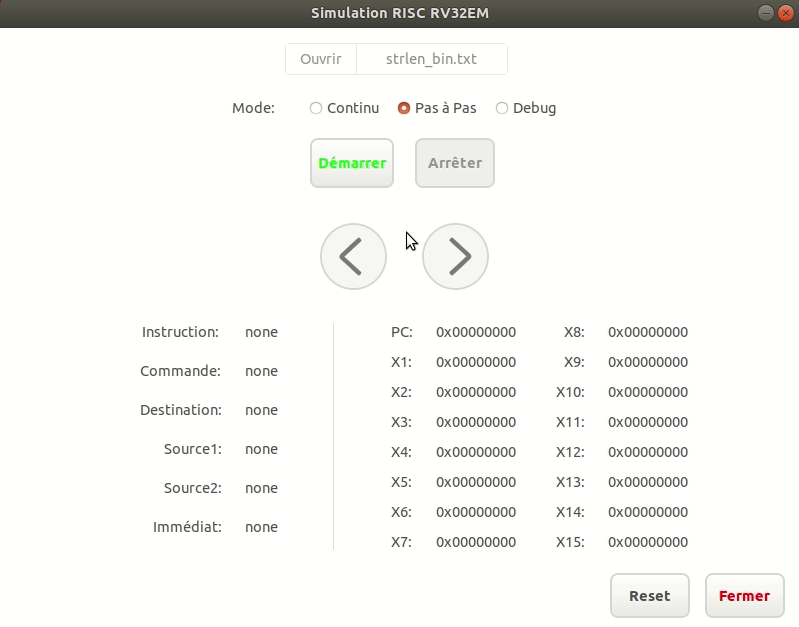 Simulation RISC RV32EM
Ouvrir strlen_bin.txt
Mode: Continu Pas à Pas Debug
Démarrer Arrêter
Instruction: none PC: 0x00000000 X8: 0x00000000
X1: 0x00000000 X9: 0x00000000
Commande: none
X2: 0x00000000 X10: 0x00000000
Destination: none
X3: 0x00000000 X11: 0x00000000
Source1: none X4: 0x00000000 X12: 0x00000000
Source2: none X5: 0x00000000 X13: 0x00000000
X6: 0x00000000 X14: 0x00000000
Immédiat: none
X7: 0x00000000 X15: 0x00000000
Reset Fermer